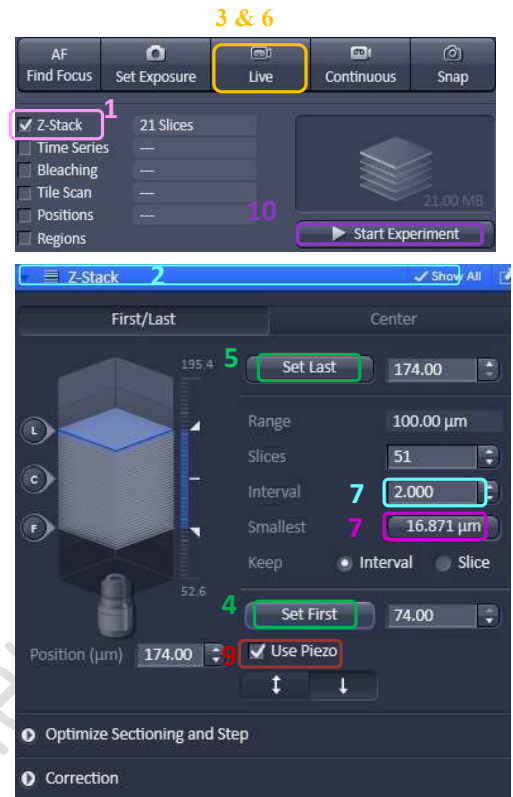 3 & 6
AF
Find Focus Set Exposure Live Continuous Snap
1
Z-Stack 21 Slices
Time Series ---
Bleaching ---
Tile Scan ---
Positions --- 10 21.00 MB
Regions Start Experiment
Z-Stack 2 Show All
First/Last Center
195.4 5 Set Last 174.00
L Range 100.00 µm
Slices 51
C Interval 7 2.000
F Smallest 7 16.871 µm
Keep Interval Slice
52.6
4 Set First 74.00
Position (µm) 174.00 9 Use Piezo
Optimize Sectioning and Step
Correction